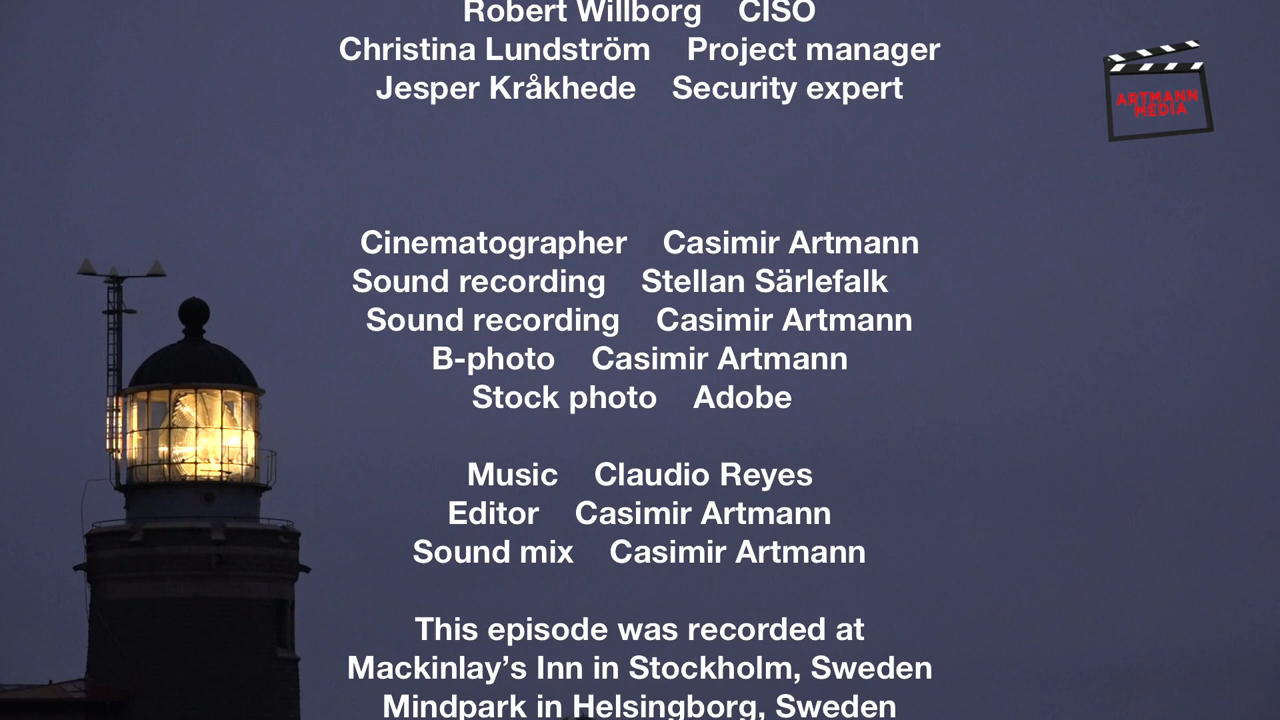 Robert Willborg CISO
Christina Lundström Project manager
Jesper Kråkhede Security expert
ARTMANN
MEDIA
Cinematographer Casimir Artmann
Sound recording Stellan Särlefalk
Sound recording Casimir Artmann
B-photo Casimir Artmann
Stock photo Adobe
Music Claudio Reyes
Editor Casimir Artmann
Sound mix Casimir Artmann
This episode was recorded at
Mackinlay’s Inn in Stockholm, Sweden
Mindpark in Helsingborg, Sweden